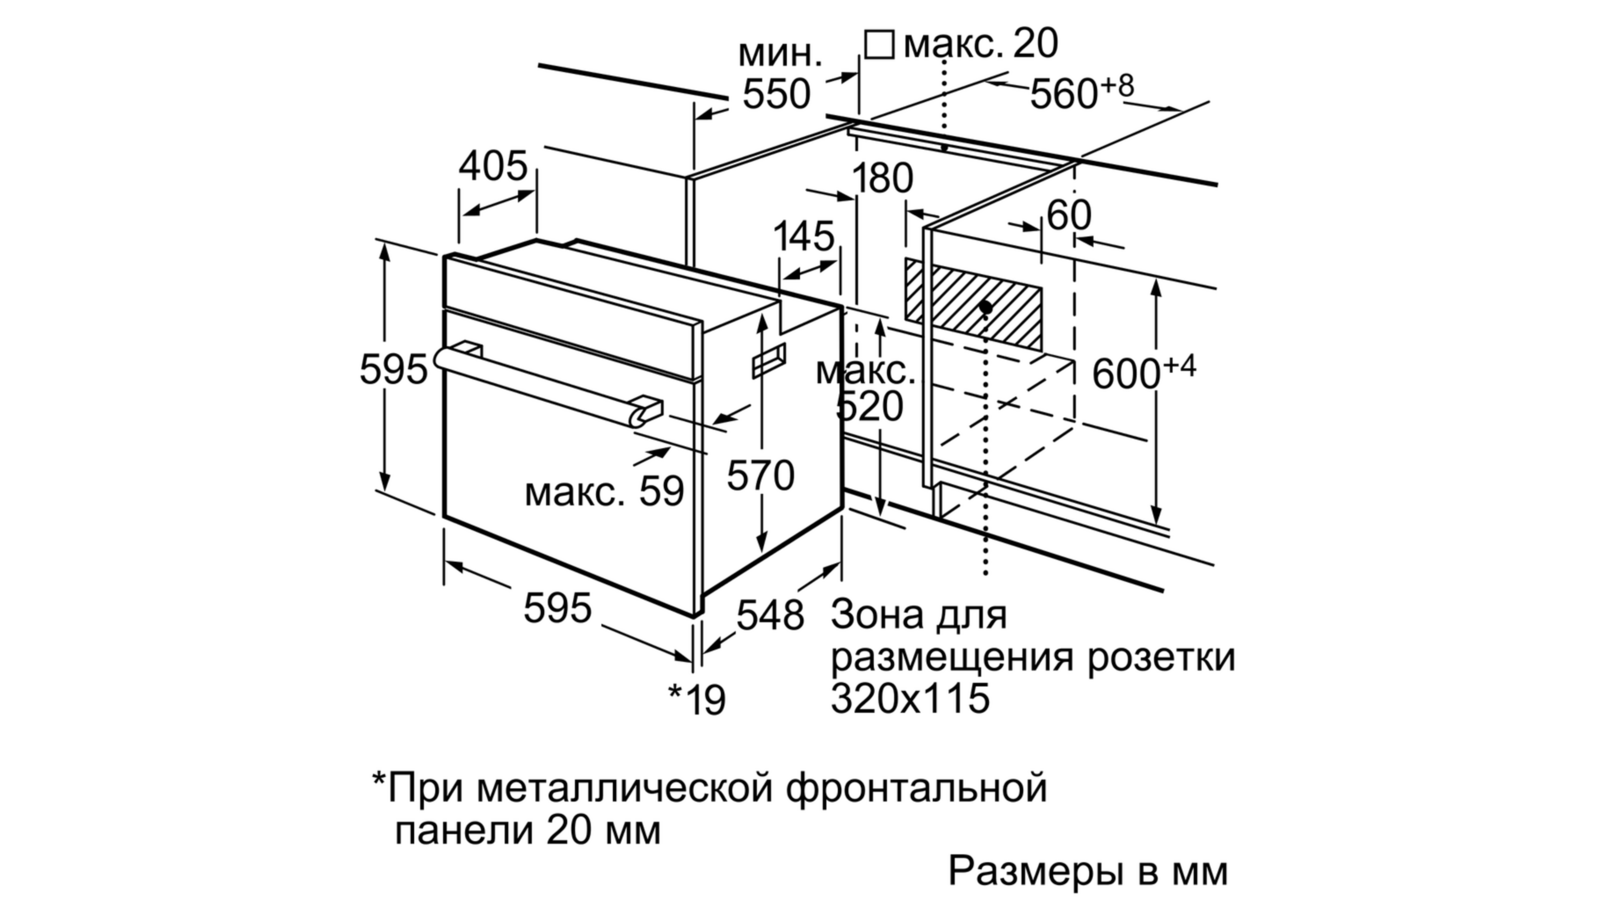 мин.
550
□ макс. 20
560+8
405
180
60
145
595
макс.
520
600+4
570
макс. 59
595
548
*19
Зона для
размещения розетки
320x115
*При металлической фронтальной
панели 20 мм
Размеры в мм